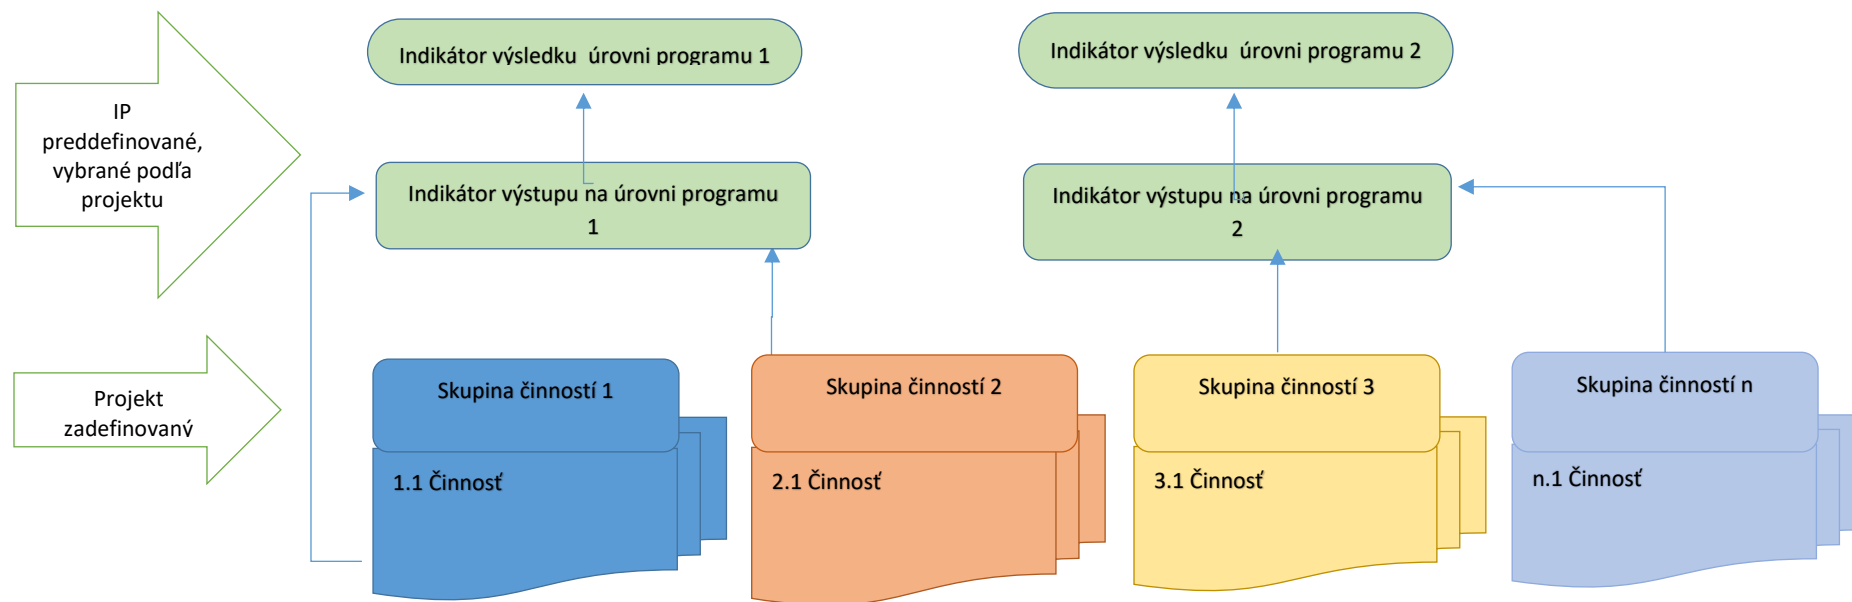 Indikátor výsledku  úrovni programu 1
Indikátor výsledku  úrovni programu 2
IP
preddefinované,
vybrané podľa
projektu
Indikátor výstupu na úrovni programu
1
Indikátor výstupu na úrovni programu
2
Projekt
zadefinovaný
Skupina činností 1
Skupina činností 2
Skupina činností 3
Skupina činností n
1.1 Činnosť
2.1 Činnosť
3.1 Činnosť
n.1 Činnosť